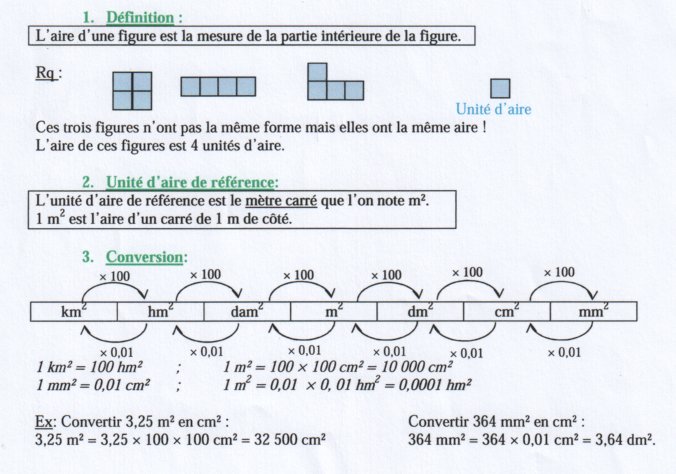 1. Définition :
L'aire d'une figure est la mesure de la partie intérieure de la figure.
Rq :
Unité d'aire
Ces trois figures n'ont pas la même forme mais elles ont la même aire !
L'aire de ces figures est 4 unités d'aire.
2. Unité d'aire de référence:
L'unité d'aire de référence est le mètre carré que l'on note m².
1 m² est l'aire d'un carré de 1 m de côté.
3. Conversion:
× 100 × 100 × 100 × 100 × 100 × 100
km² hm² dam² m² dm² cm² mm²
× 0,01 × 0,01 × 0,01 × 0,01 × 0,01 × 0,01
1 km² = 100 hm² ; 1 m² = 100 × 100 cm² = 10 000 cm²
1 mm² = 0,01 cm² ; 1 m² = 0,01 × 0, 01 hm² = 0,0001 hm²
Ex: Convertir 3,25 m² en cm² : Convertir 364 mm² en cm² :
3,25 m² = 3,25 × 100 × 100 cm² = 32 500 cm² 364 mm² = 364 × 0,01 cm² = 3,64 dm².